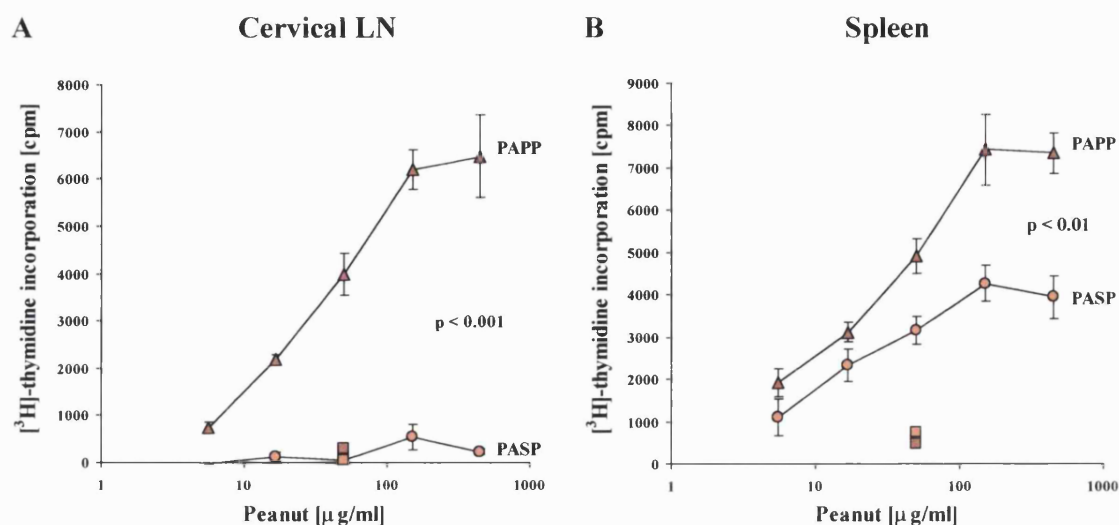 A
Cervical LN
[³H]-thymidine incorporation [cpm]
8000
7000
6000
5000
4000
3000
2000
1000
0
1
10
100
1000
Peanut [μg/ml]
PAPP
p < 0.001
PASP
B
Spleen
[³H]-thymidine incorporation [cpm]
9000
8000
7000
6000
5000
4000
3000
2000
1000
0
1
10
100
1000
Peanut [μg/ml]
PAPP
p < 0.01
PASP